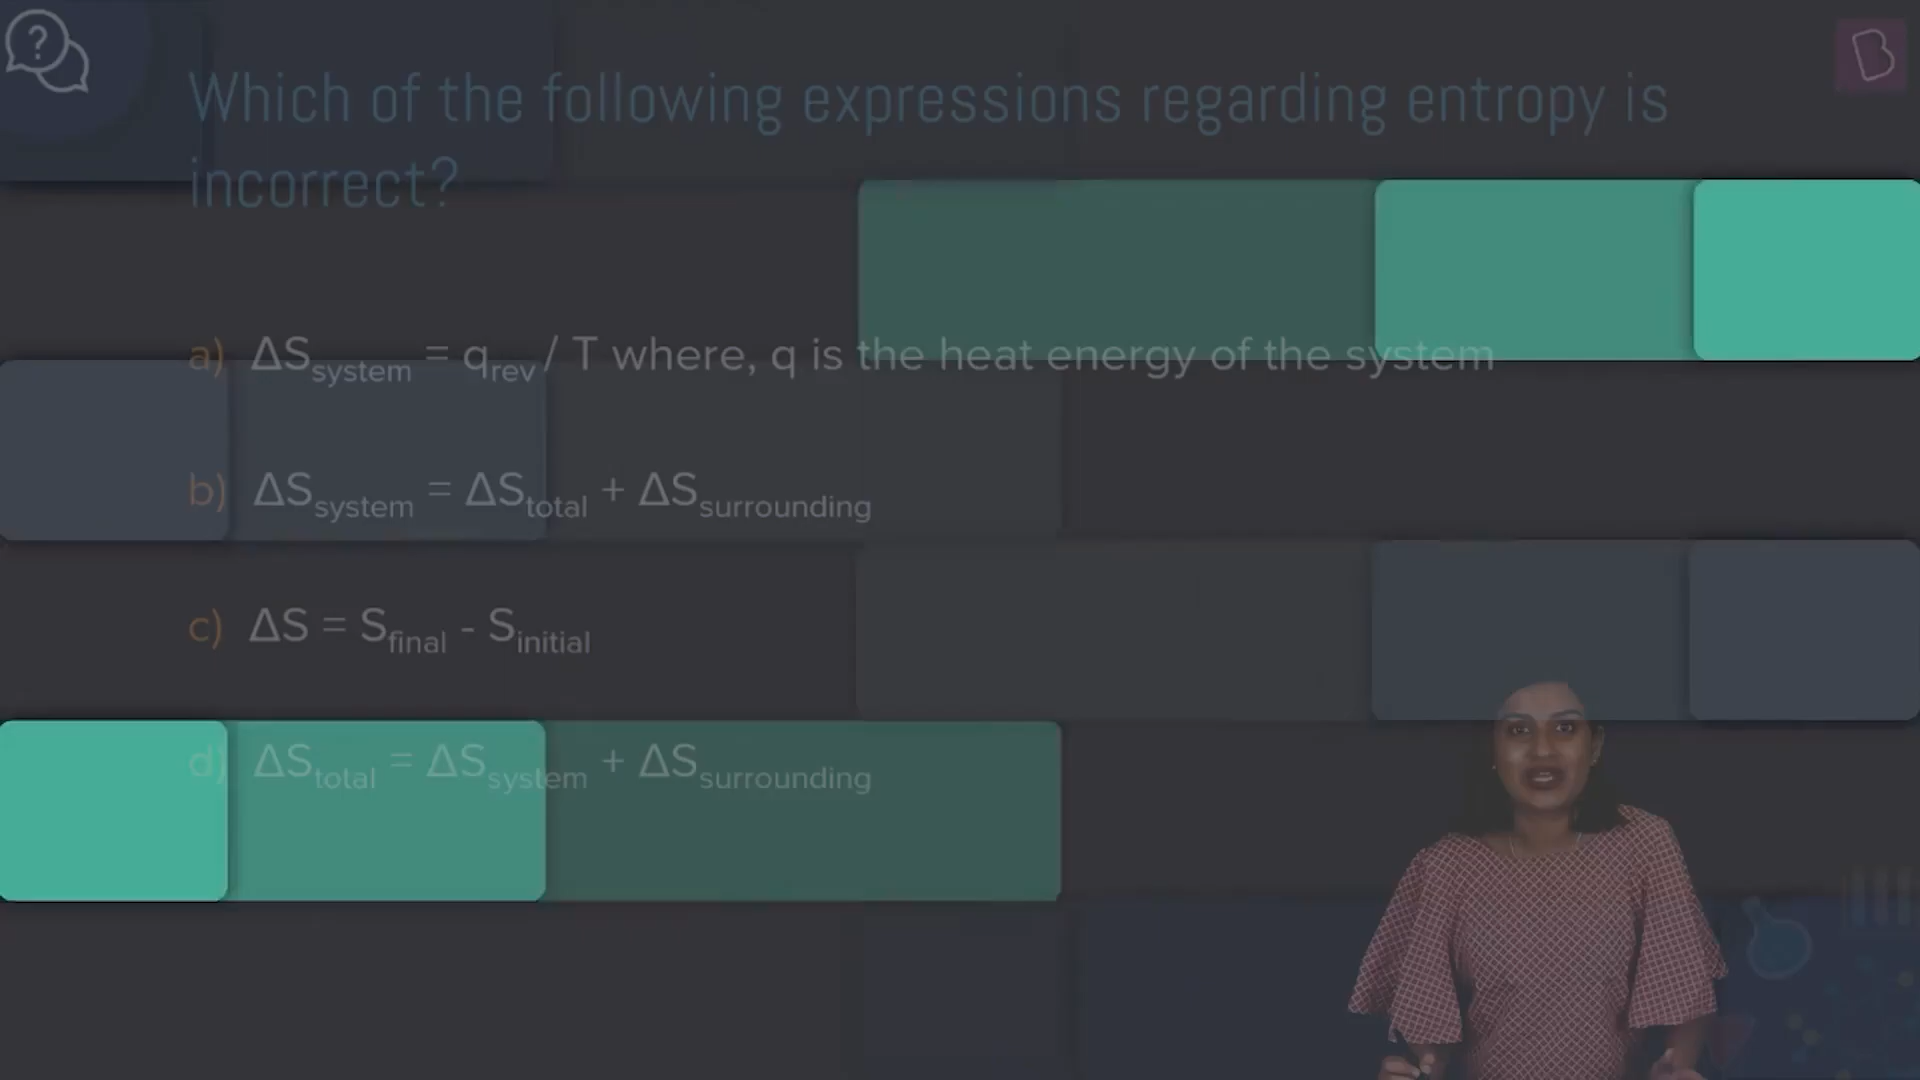 Which of the following expressions regarding entropy is
incorrect?
a) ΔSsystem = qrev / T where, q is the heat energy of the system
b) ΔSsystem = ΔStotal + ΔSsurrounding
c) ΔS = Sfinal - Sinitial
d) ΔStotal = ΔSsystem + ΔSsurrounding